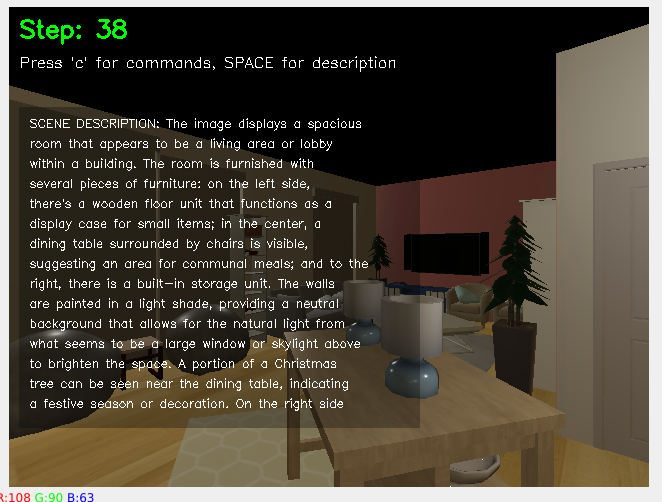 Step: 38
Press 'c' for commands, SPACE for description
SCENE DESCRIPTION: The image displays a spacious
room that appears to be a living area or lobby
within a building. The room is furnished with
several pieces of furniture: on the left side,
there's a wooden floor unit that functions as a
display case for small items; in the center, a
dining table surrounded by chairs is visible,
suggesting an area for communal meals; and to the
right, there is a built-in storage unit. The walls
are painted in a light shade, providing a neutral
background that allows for the natural light from
what seems to be a large window or skylight above
to brighten the space. A portion of a Christmas
tree can be seen near the dining table, indicating
a festive season or decoration. On the right side
R:108 G:90 B:63